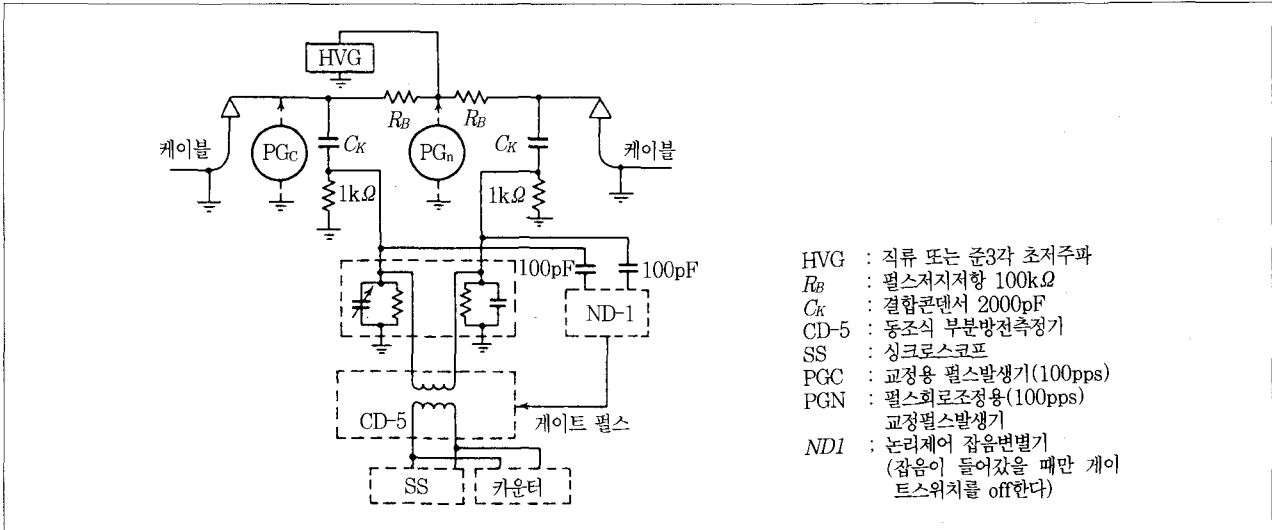 HVG
R_B
R_B
케이블
PG_C
C_K
PG_n
C_K
케이블
1kΩ
1kΩ
100pF
100pF
ND-1
CD-5
게이트 펄스
SS
카운터
HVG : 직류 또는 준3각 초저주파
R_B : 펄스저지저항 100kΩ
C_K : 결합콘덴서 2000pF
CD-5 : 동조식 부분방전측정기
SS : 싱크로스코프
PGC : 교정용 펄스발생기(100pps)
PGN : 펄스회로조정용(100pps)
교정펄스발생기
ND1 ; 논리제어 잡음변별기
(잡음이 들어갔을 때만 게이
트스위치를 off한다)